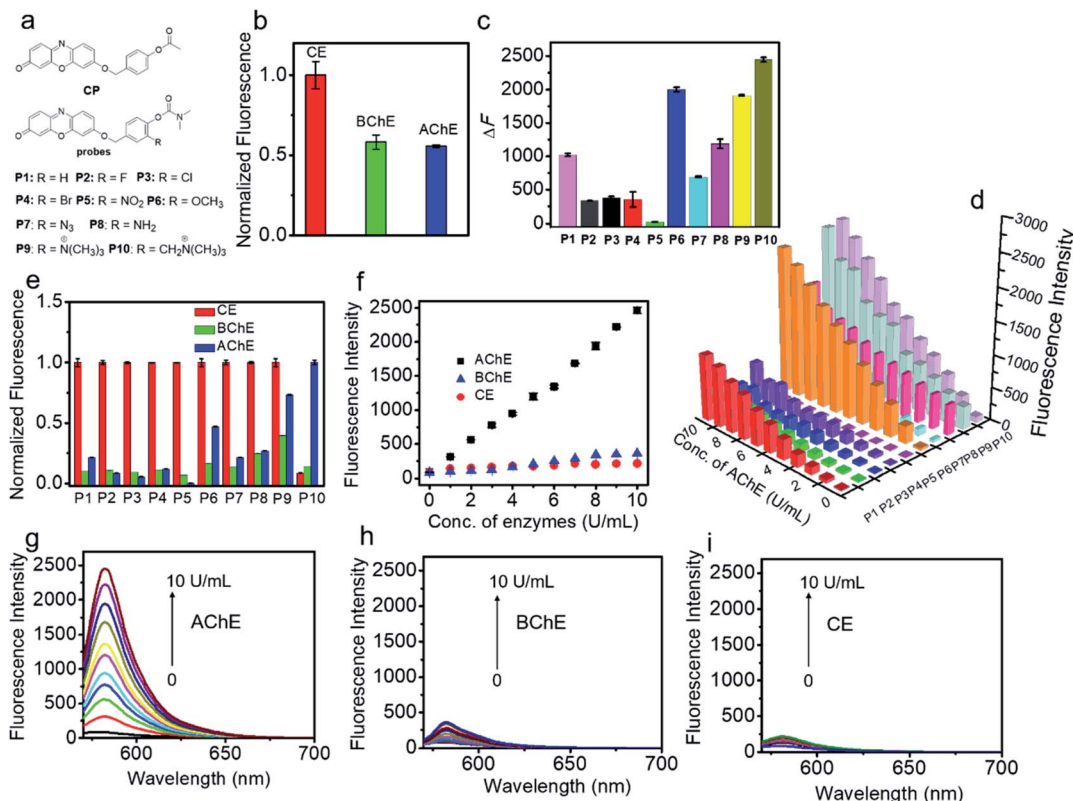 a
N
O
O
O
O
O
CP
N
O
O
O
O
O
N
R
probes
P1: R = H P2: R = F P3: R = Cl
P4: R = Br P5: R = NO2 P6: R = OCH3
P7: R = N3 P8: R = NH2
P9: R = N(CH3)3 P10: R = CH2N(CH3)3
b
Normalized Fluorescence
1.0
0.5
0.0
CE
BChE
AChE
c
ΔF
2500
2000
1500
1000
500
0
P1 P2 P3 P4 P5 P6 P7 P8 P9 P10
d
Fluorescence Intensity
3000
2500
2000
1500
1000
500
0
Conc. of AChE (U/mL)
10
8
6
4
2
0
P1 P2 P3 P4 P5 P6 P7 P8 P9 P10
e
Normalized Fluorescence
1.5
1.0
0.5
0.0
CE
BChE
AChE
P1 P2 P3 P4 P5 P6 P7 P8 P9 P10
f
Fluorescence Intensity
2500
2000
1500
1000
500
0
AChE
BChE
CE
0 2 4 6 8 10
Conc. of enzymes (U/mL)
g
Fluorescence Intensity
2500
2000
1500
1000
500
0
10 U/mL
AChE
0
600 650 700
Wavelength (nm)
h
Fluorescence Intensity
2500
2000
1500
1000
500
0
10 U/mL
BChE
0
600 650 700
Wavelength (nm)
i
Fluorescence Intensity
2500
2000
1500
1000
500
0
10 U/mL
CE
0
600 650 700
Wavelength (nm)